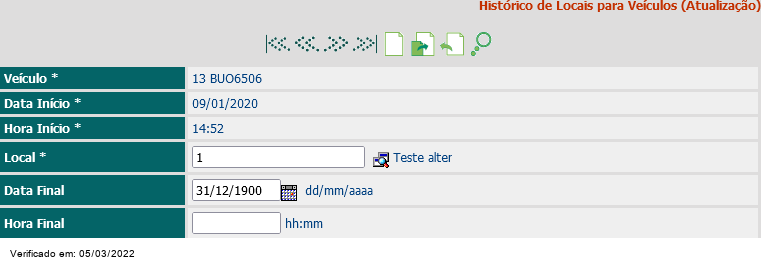 Histórico de Locais para Veículos (Atualização)
Veículo * 13 BUO6506
Data Início * 09/01/2020
Hora Início * 14:52
Local * 1 Teste alter
Data Final 31/12/1900 dd/mm/aaaa
Hora Final hh:mm
Verificado em: 05/03/2022